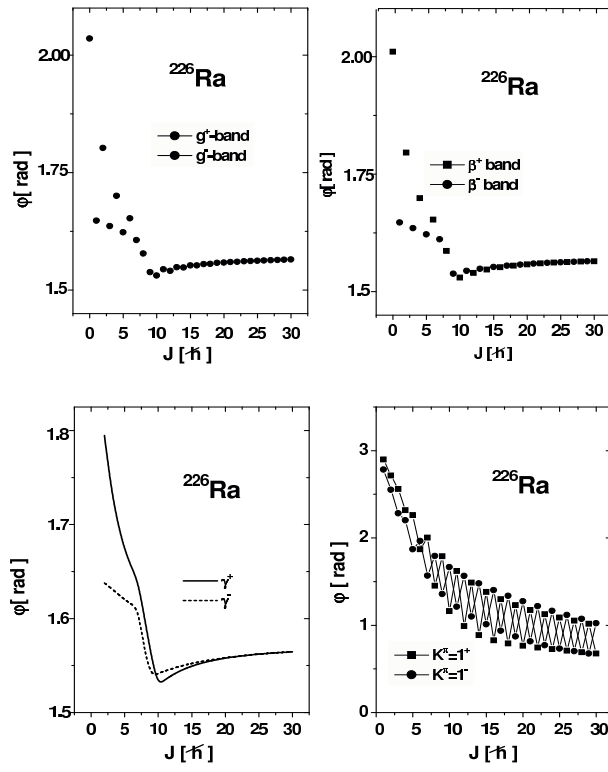 2.00
1.75
1.5
φ[ rad]
226Ra
g+-band
g--band
0 5 10 15 20 25 30
J [ ħ]
2.00
1.75
1.5
φ[ rad]
226Ra
β+ band
β- band
0 5 10 15 20 25 30
J [ ħ]
1.8
1.7
1.6
1.5
φ[ rad]
226Ra
γ+
γ-
0 5 10 15 20 25 30
J [ ħ]
3
2
1
0
φ [ rad ]
226Ra
Kπ=1+
Kπ=1-
0 5 10 15 20 25 30
J [ ħ]